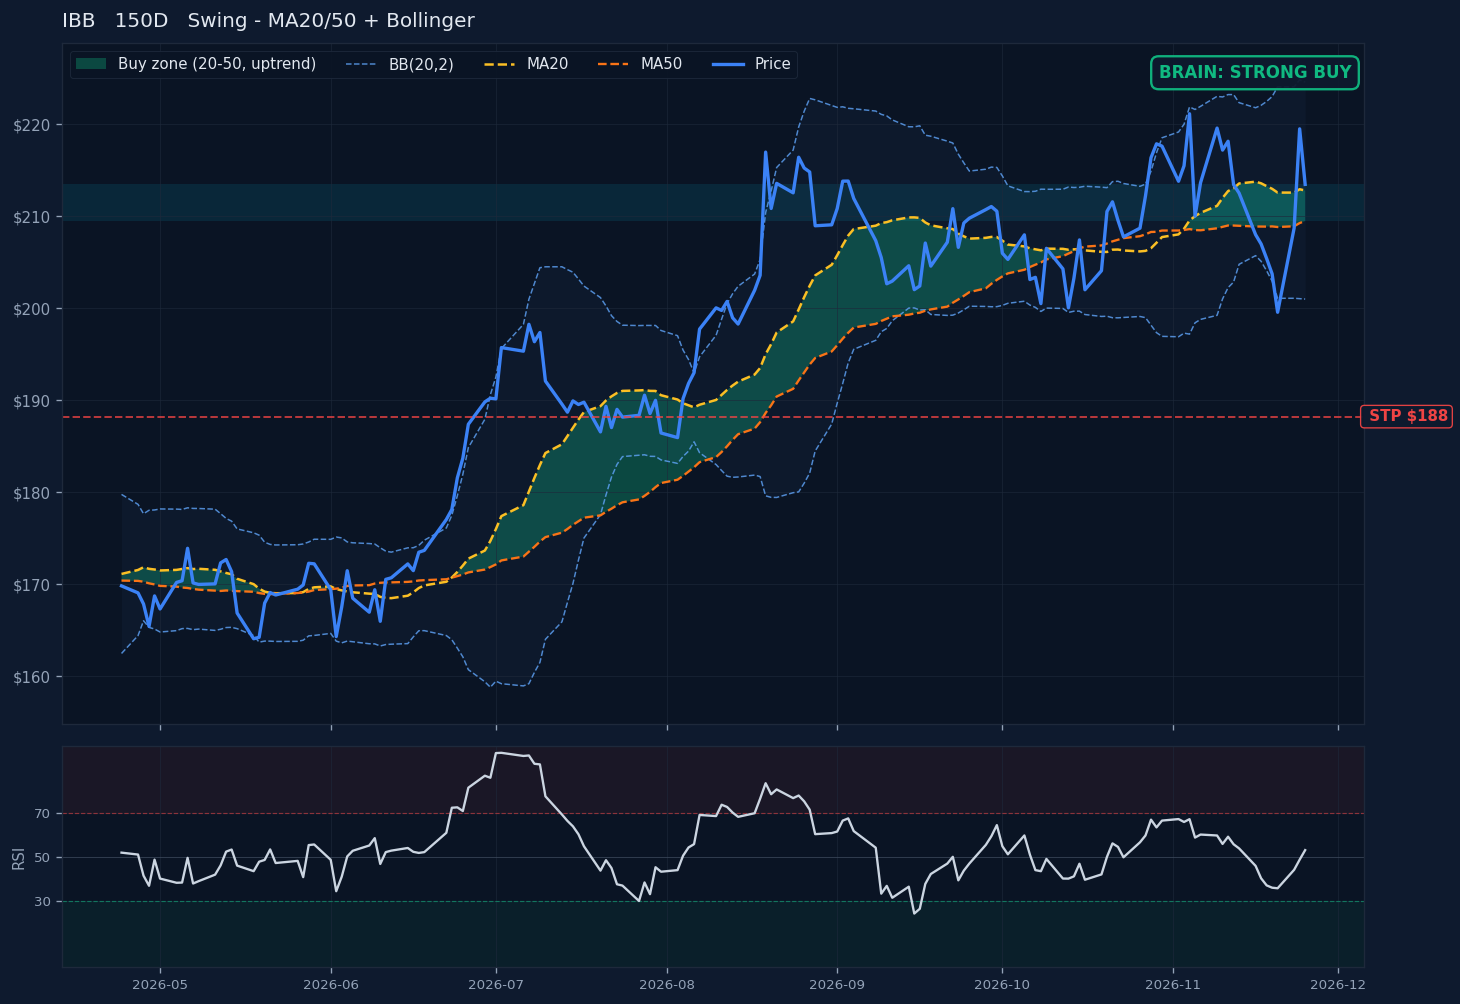 IBB   150D   Swing - MA20/50 + Bollinger
Buy zone (20-50, uptrend)   BB(20,2)   MA20   MA50   Price
BRAIN: STRONG BUY
$220
$210
$200
$190
STP $188
$180
$170
$160
RSI
70
50
30
2026-05   2026-06   2026-07   2026-08   2026-09   2026-10   2026-11   2026-12